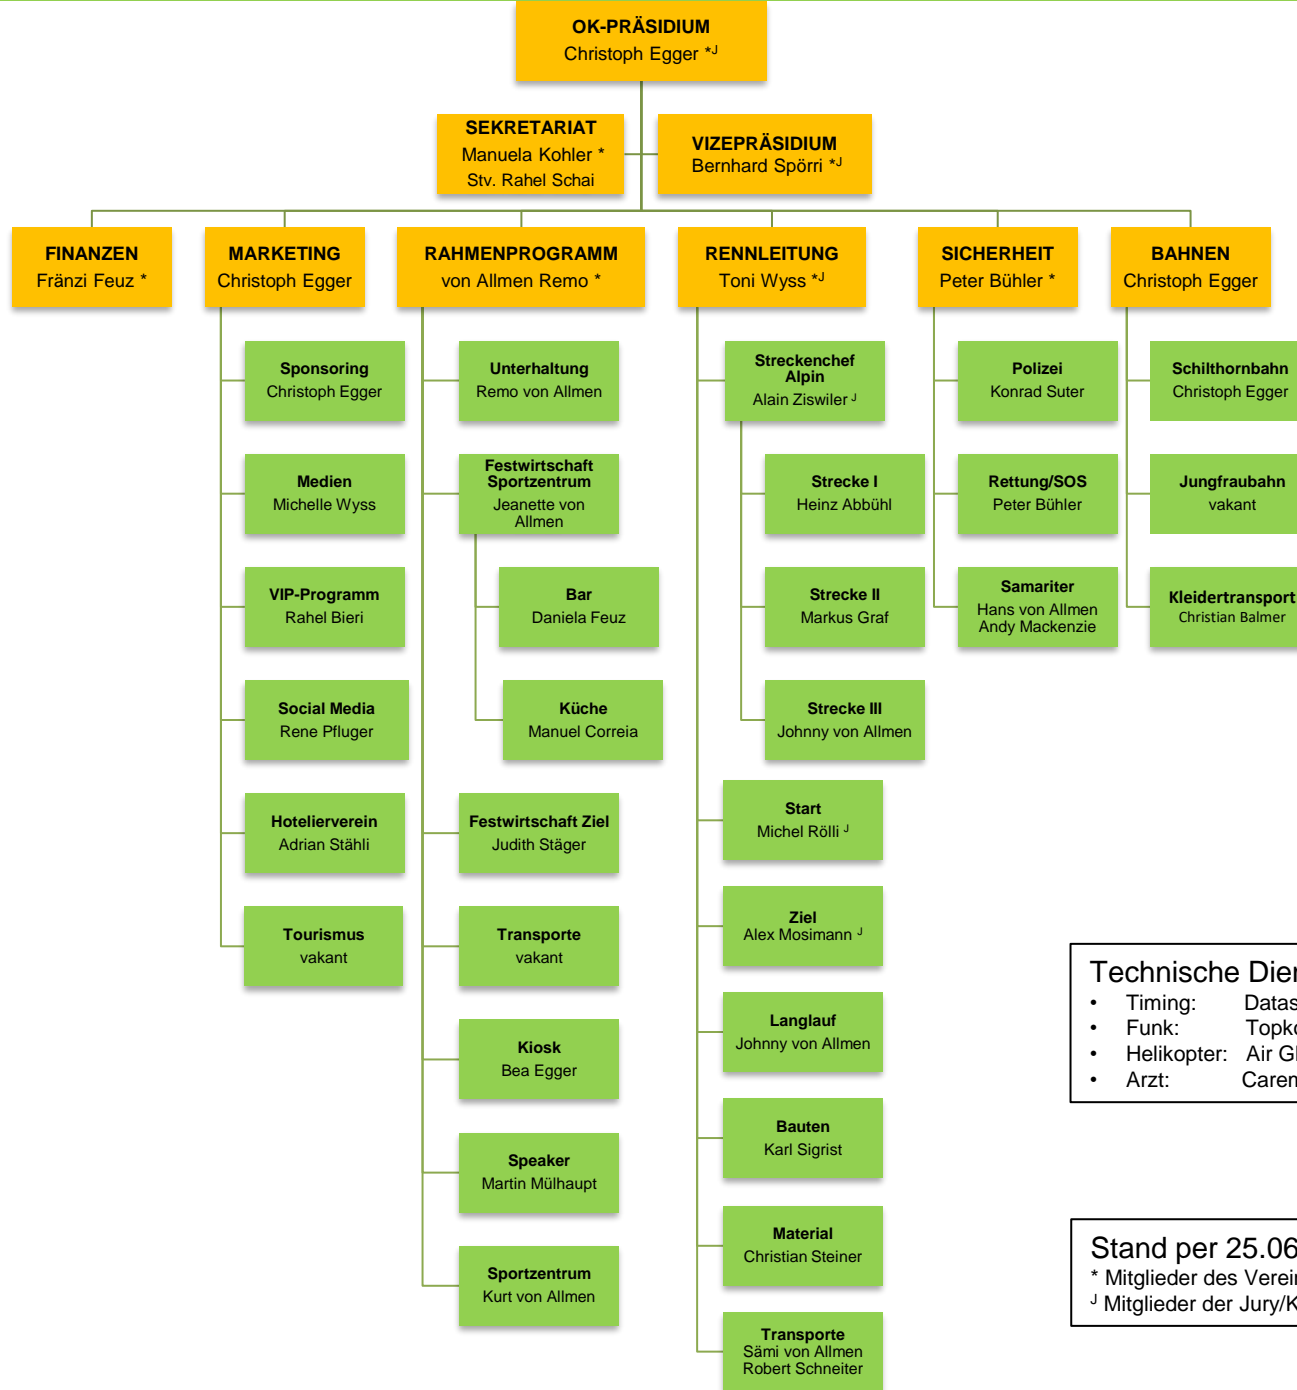 OK-PRÄSIDIUM
Christoph Egger *J
SEKRETARIAT
Manuela Kohler *
Stv. Rahel Schai
VIZEPRÄSIDIUM
Bernhard Spörri *J
FINANZEN
Fränzi Feuz *
MARKETING
Christoph Egger
RAHMENPROGRAMM
von Allmen Remo *
RENNLEITUNG
Toni Wyss *J
SICHERHEIT
Peter Bühler *
BAHNEN
Christoph Egger
Sponsoring
Christoph Egger
Medien
Michelle Wyss
VIP-Programm
Rahel Bieri
Social Media
Rene Pfluger
Hotelierverein
Adrian Stähli
Tourismus
vakant
Unterhaltung
Remo von Allmen
Festwirtschaft
Sportzentrum
Jeanette von
Allmen
Bar
Daniela Feuz
Küche
Manuel Correia
Festwirtschaft Ziel
Judith Stäger
Transporte
vakant
Kiosk
Bea Egger
Speaker
Martin Mülhaupt
Sportzentrum
Kurt von Allmen
Streckenchef
Alpin
Alain Ziswiler J
Strecke I
Heinz Abbühl
Strecke II
Markus Graf
Strecke III
Johnny von Allmen
Start
Michel Rölli J
Ziel
Alex Mosimann J
Langlauf
Johnny von Allmen
Bauten
Karl Sigrist
Material
Christian Steiner
Transporte
Sämi von Allmen
Robert Schneiter
Polizei
Konrad Suter
Rettung/SOS
Peter Bühler
Samariter
Hans von Allmen
Andy Mackenzie
Schilthornbahn
Christoph Egger
Jungfraubahn
vakant
Kleidertransport
Christian Balmer
Technische
• Timing:
• Funk:
• Helikopter: Air
• Arzt:
Stand per 25.06
* Mitglieder des
J Mitglieder der